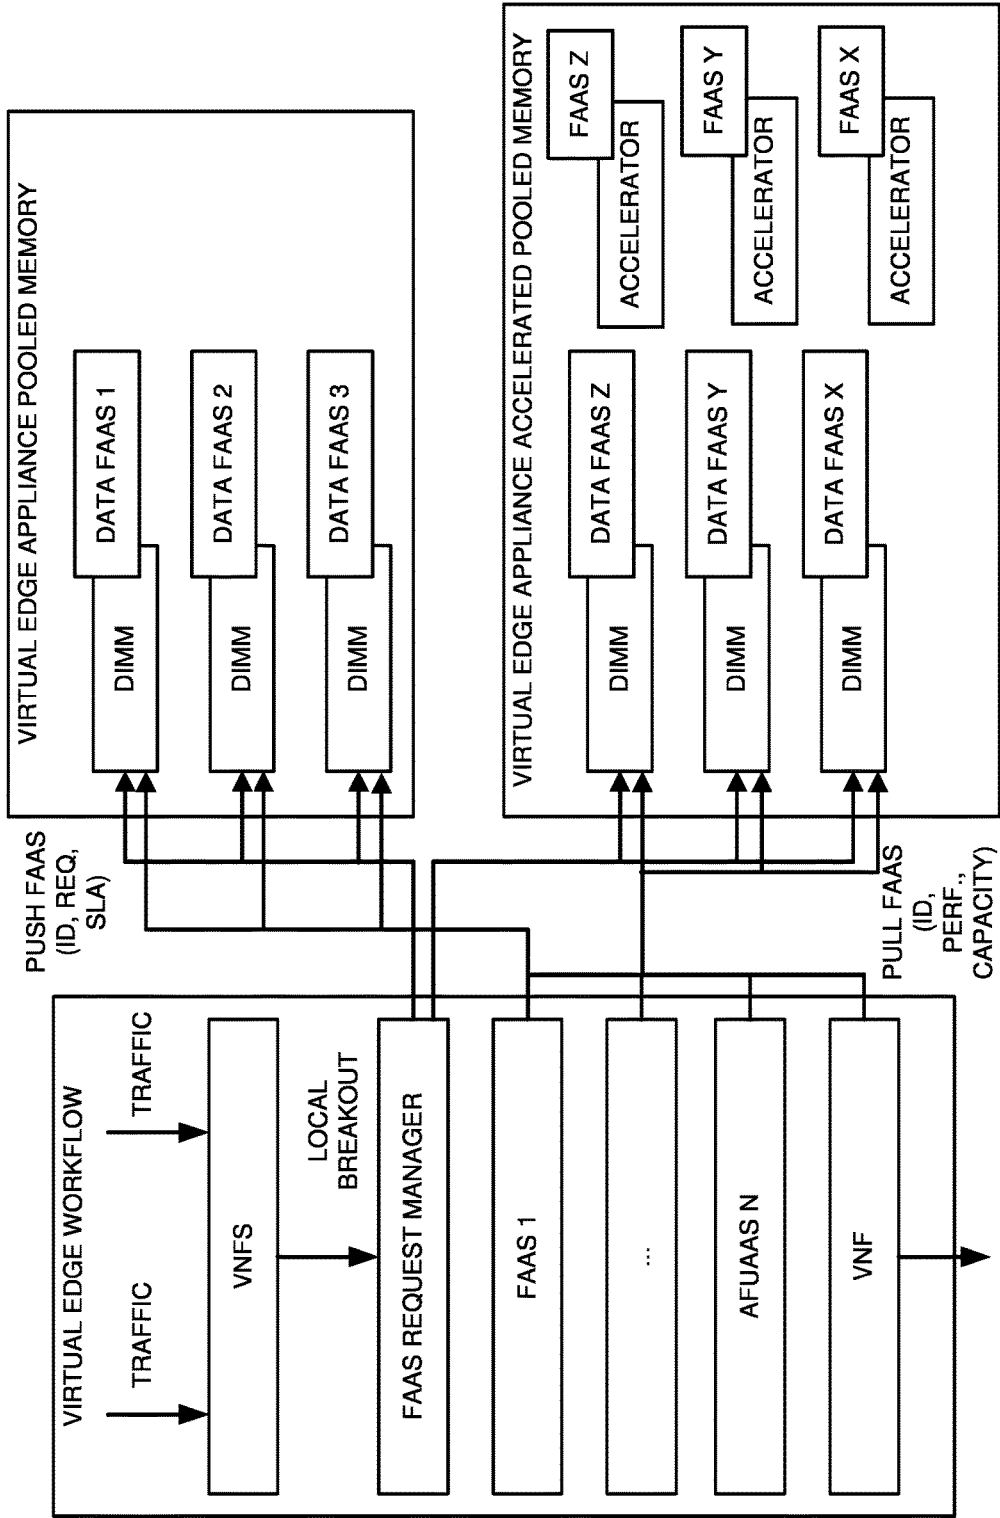 VIRTUAL EDGE WORKFLOW
TRAFFIC
TRAFFIC
VNFS
LOCAL
BREAKOUT
FAAS REQUEST MANAGER
FAAS 1
...
AFUAAS N
VNF
PUSH FAAS
(ID, REQ,
SLA)
PULL FAAS
(ID,
PERF.,
CAPACITY)
VIRTUAL EDGE APPLIANCE POOLED MEMORY
DIMM
DATA FAAS 1
DIMM
DATA FAAS 2
DIMM
DATA FAAS 3
VIRTUAL EDGE APPLIANCE ACCELERATED POOLED MEMORY
DIMM
DATA FAAS Z
ACCELERATOR
FAAS Z
DIMM
DATA FAAS Y
ACCELERATOR
FAAS Y
DIMM
DATA FAAS X
ACCELERATOR
FAAS X